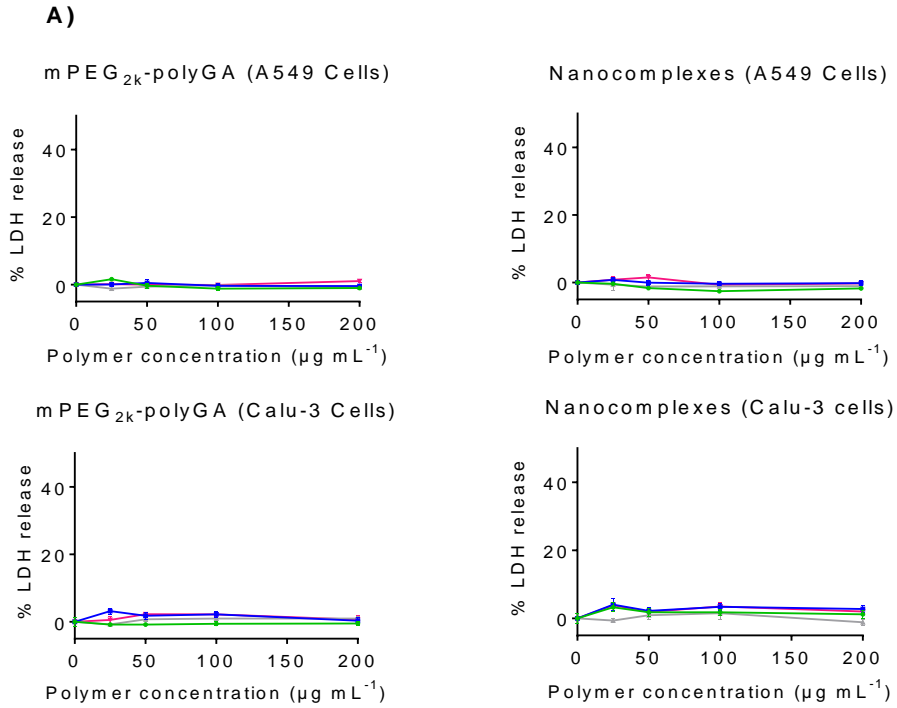 A)
mPEG2k-polyGA (A549 Cells)
% LDH release
40
20
0
0 50 100 150 200
Polymer concentration (µg mL-1)
Nanocomplexes (A549 Cells)
% LDH release
40
20
0
0 50 100 150 200
Polymer concentration (µg mL-1)
mPEG2k-polyGA (Calu-3 Cells)
% LDH release
40
20
0
0 50 100 150 200
Polymer concentration (µg mL-1)
Nanocomplexes (Calu-3 cells)
% LDH release
40
20
0
0 50 100 150 200
Polymer concentration (µg mL-1)